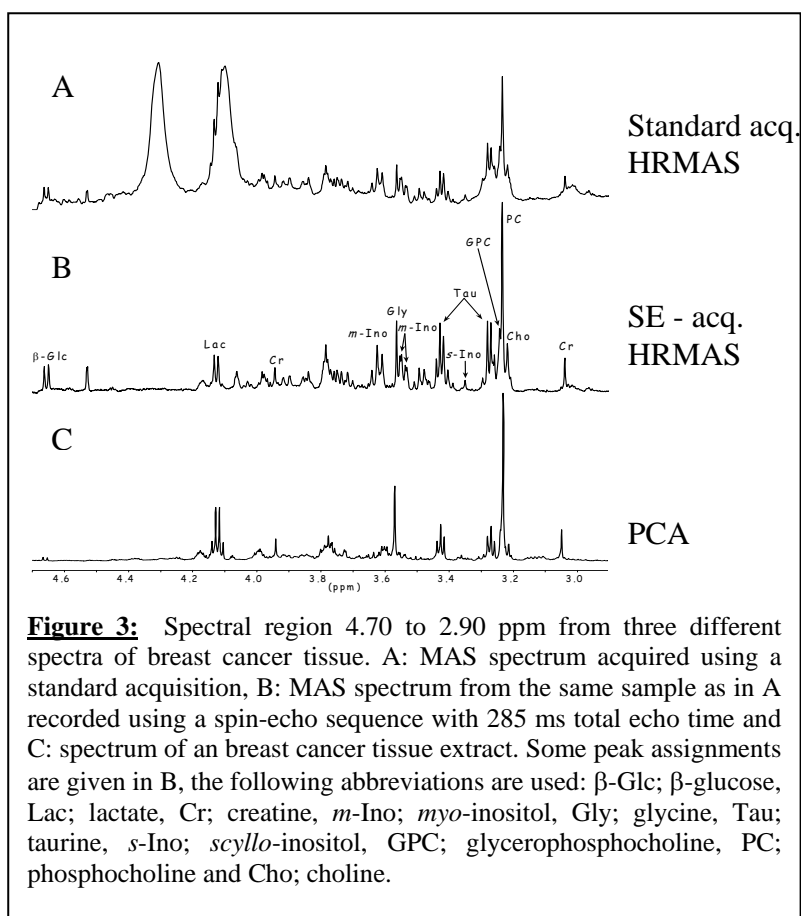 A
Standard acq.
HRMAS
B
PC
GPC
Tau
Gly
m-Ino
m-Ino
s-Ino
Cho
Cr
Lac
Cr
β-Glc
SE - acq.
HRMAS
C
PCA
4.6 4.4 4.2 4.0 3.8 3.6 3.4 3.2 3.0
(ppm)
Figure 3: Spectral region 4.70 to 2.90 ppm from three different
spectra of breast cancer tissue. A: MAS spectrum acquired using a
standard acquisition, B: MAS spectrum from the same sample as in A
recorded using a spin-echo sequence with 285 ms total echo time and
C: spectrum of an breast cancer tissue extract. Some peak assignments
are given in B, the following abbreviations are used: β-Glc; β-glucose,
Lac; lactate, Cr; creatine, m-Ino; myo-inositol, Gly; glycine, Tau;
taurine, s-Ino; scyllo-inositol, GPC; glycerophosphocholine, PC;
phosphocholine and Cho; choline.